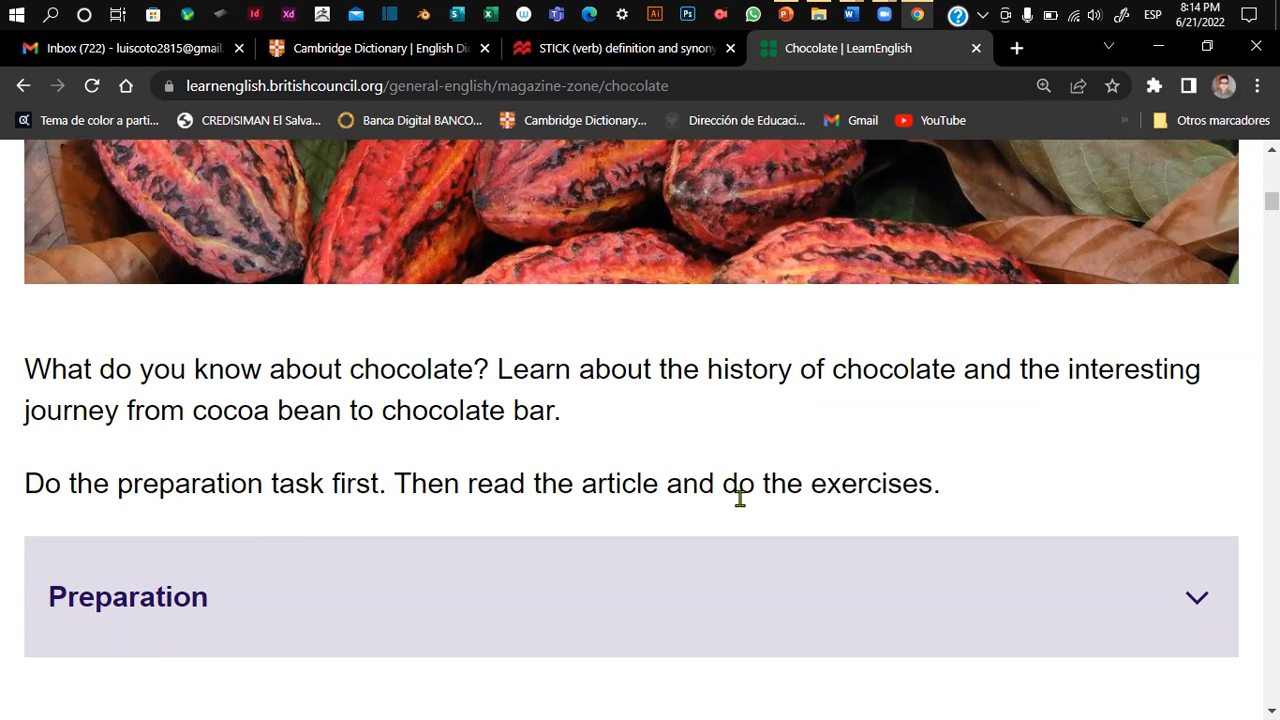 ESP
8:14 PM
6/21/2022
Inbox (722) - luiscoto2815@gmail.
Cambridge Dictionary | English Di
STICK (verb) definition and synony
Chocolate | LearnEnglish
learnenglish.britishcouncil.org/general-english/magazine-zone/chocolate
Tema de color a parti...
CREDISIMAN El Salva...
Banca Digital BANCO...
Cambridge Dictionary...
Dirección de Educaci...
Gmail
YouTube
Otros marcadores
What do you know about chocolate? Learn about the history of chocolate and the interesting
journey from cocoa bean to chocolate bar.
Do the preparation task first. Then read the article and do the exercises.
Preparation